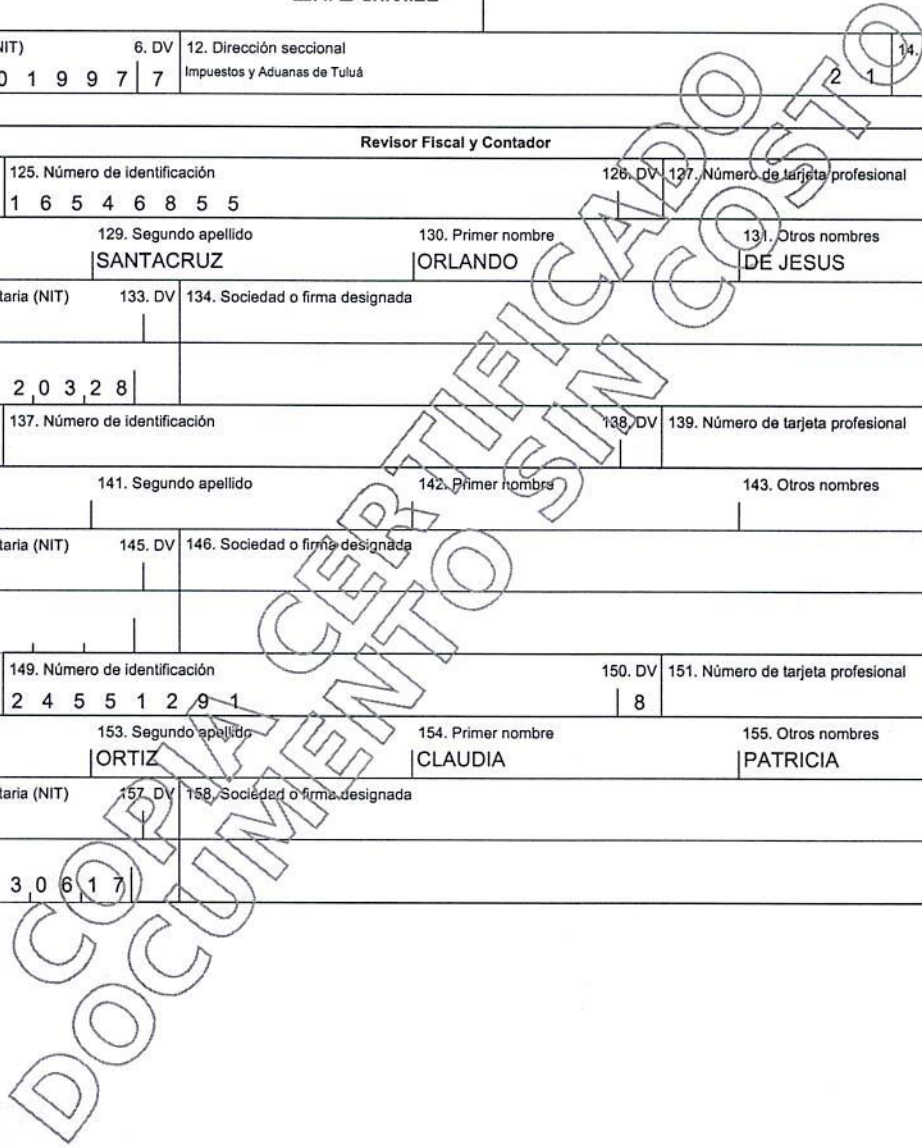 NIT) 6. DV 12. Dirección seccional 14.
0 1 9 9 7 7 Impuestos y Aduanas de Tuluá 2 1
Revisor Fiscal y Contador
125. Número de identificación 126. DV 127. Número de tarjeta profesional
1 6 5 4 6 8 5 5
129. Segundo apellido 130. Primer nombre 131. Otros nombres
SANTACRUZ ORLANDO DE JESUS
taria (NIT) 133. DV 134. Sociedad o firma designada
2 0 3 2 8
137. Número de identificación 138. DV 139. Número de tarjeta profesional
141. Segundo apellido 142. Primer nombre 143. Otros nombres
taria (NIT) 145. DV 146. Sociedad o firma designada
149. Número de identificación 150. DV 151. Número de tarjeta profesional
2 4 5 5 1 2 9 1 8
153. Segundo apellido 154. Primer nombre 155. Otros nombres
ORTIZ CLAUDIA PATRICIA
taria (NIT) 157. DV 158. Sociedad o firma designada
3 0 6 1 7
COPIA CERTIFICADO
DOCUMENTO SIN COSTO